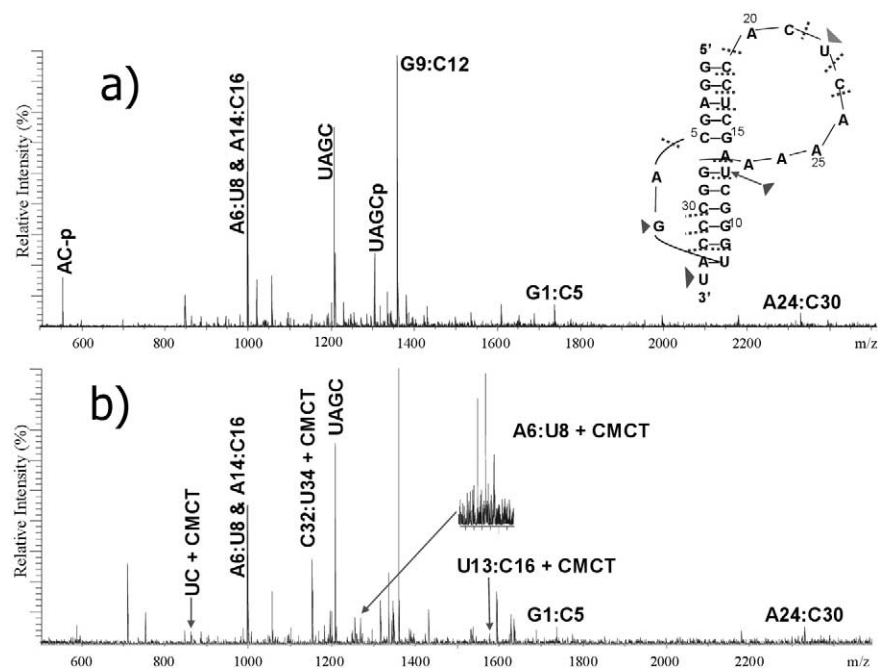 a)
Relative Intensity (%)
AC-p
A6:U8 & A14:C16
UAGC
UAGCp
G9:C12
G1:C5
A24:C30
600 800 1000 1200 1400 1600 1800 2000 2200 m/z
20
A C U C A A A A
25
5'
G–C
G–C
A–U
G–C
5 C–G 15
A
A G–U
G G–C
30 C–G 10
C–G
C–G
A U
U
3'
b)
Relative Intensity (%)
UC + CMCT
A6:U8 & A14:C16
C32:U34 + CMCT
UAGC
A6:U8 + CMCT
U13:C16 + CMCT
G1:C5
A24:C30
600 800 1000 1200 1400 1600 1800 2000 2200 m/z